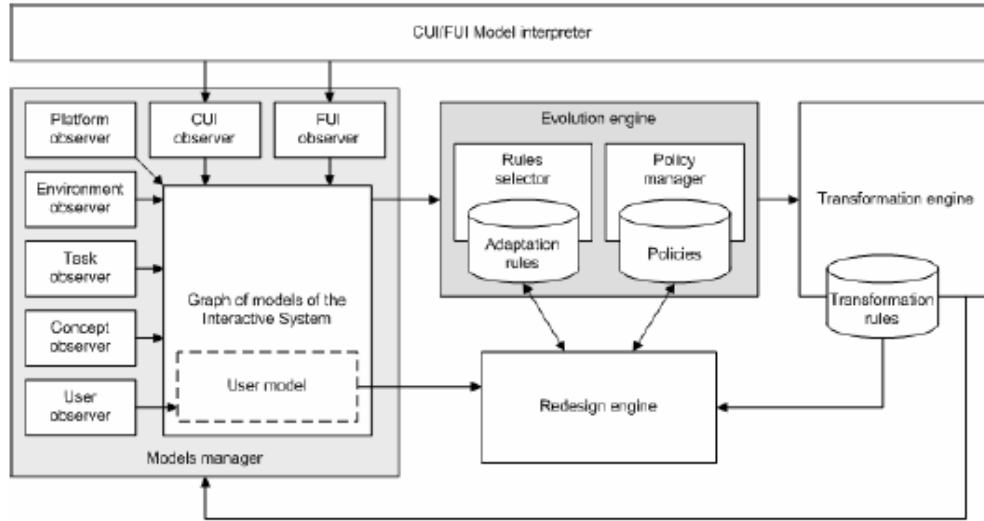 CUI/FUI Model interpreter
Platform
observer
CUI
observer
FUI
observer
Environment
observer
Task
observer
Concept
observer
User
observer
Graph of models of the
Interactive System
User model
Models manager
Evolution engine
Rules
selector
Adaptation
rules
Policy
manager
Policies
Transformation engine
Transformation
rules
Redesign engine